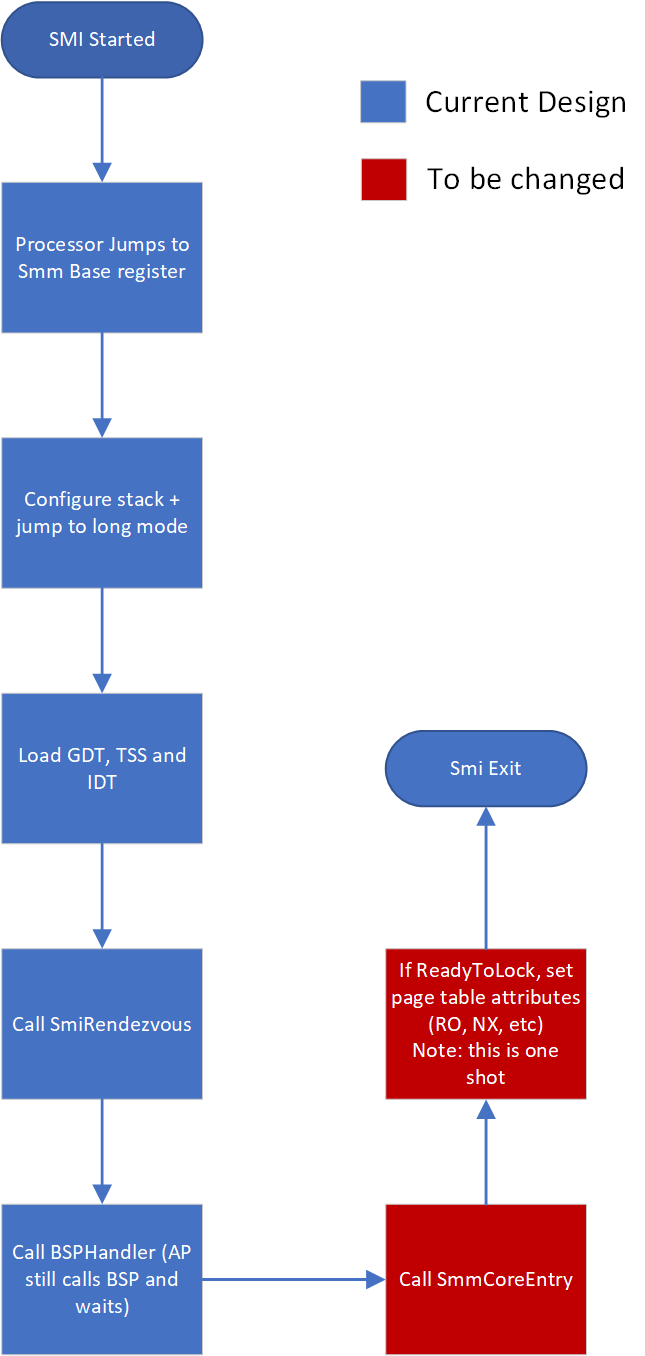 SMI Started
Current Design
To be changed
Processor Jumps to
Smm Base register
Configure stack +
jump to long mode
Load GDT, TSS and
IDT
Call SmiRendezvous
Call BSPHandler (AP
still calls BSP and
waits)
Call SmmCoreEntry
If ReadyToLock, set
page table attributes
(RO, NX, etc)
Note: this is one
shot
Smi Exit